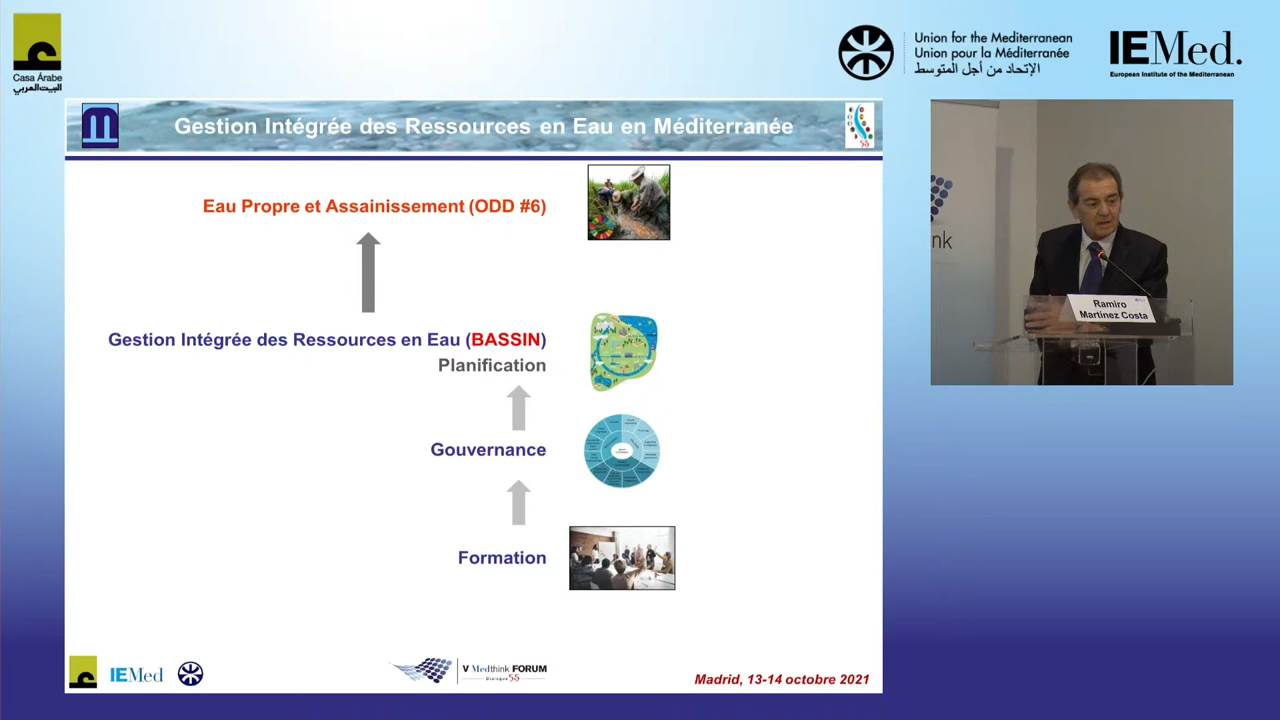 Casa Árabe
البيت العربي
Union for the Mediterranean
Union pour la Méditerranée
الإتحاد من أجل المتوسط
IEMed.
European Institute of the Mediterranean
Gestion Intégrée des Ressources en Eau en Méditerranée
Eau Propre et Assainissement (ODD #6)
Gestion Intégrée des Ressources en Eau (BASSIN)
Planification
Gouvernance
Formation
nk
Ramiro
Martínez Costa
IEMed
V Medthink FORUM
Dialogue 5+5
Madrid, 13-14 octobre 2021